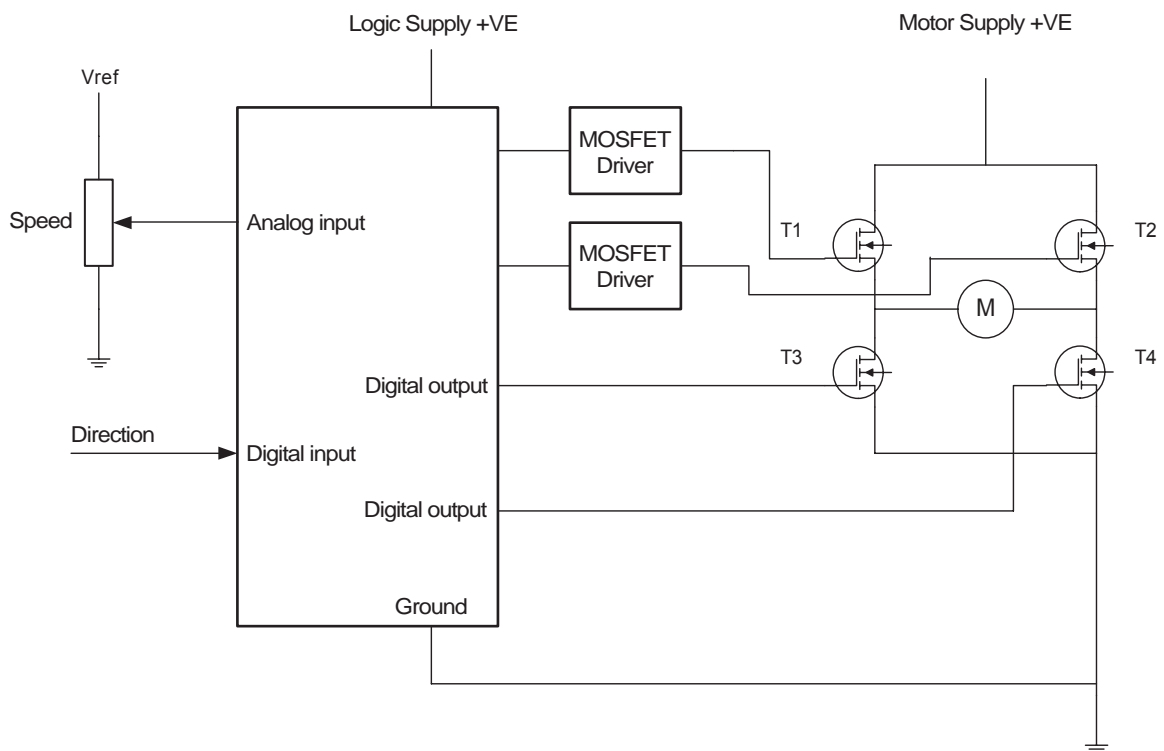 Logic Supply +VE
Motor Supply +VE
Vref
MOSFET
Driver
Speed
Analog input
T1
T2
MOSFET
Driver
M
T3
T4
Digital output
Direction
Digital input
Digital output
Ground